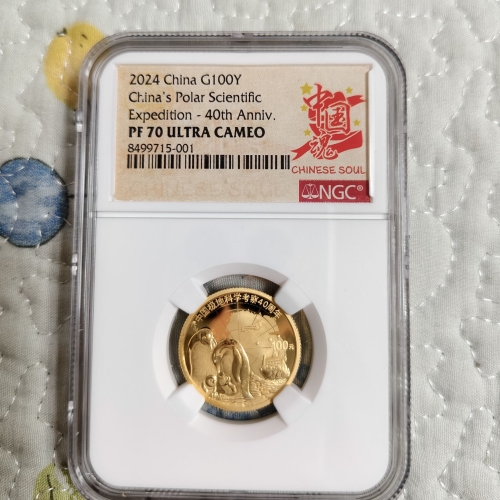 2024 China G100Y
China's Polar Scientific
Expedition - 40th Anniv.
PF 70 ULTRA CAMEO
8499715-001
中国魂
CHINESE SOUL
NGC®
中国极地科学考察40周年
100元